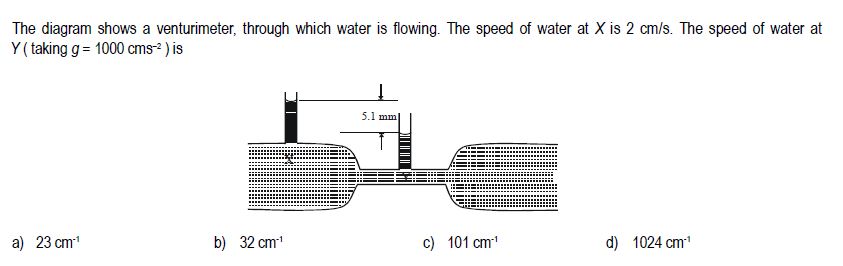 The diagram shows a venturimeter, through which water is flowing. The speed of water at X is 2 cm/s. The speed of water at
Y ( taking g = 1000 cms⁻² ) is
5.1 mm
X
Y
a) 23 cm⁻¹ b) 32 cm⁻¹ c) 101 cm⁻¹ d) 1024 cm⁻¹